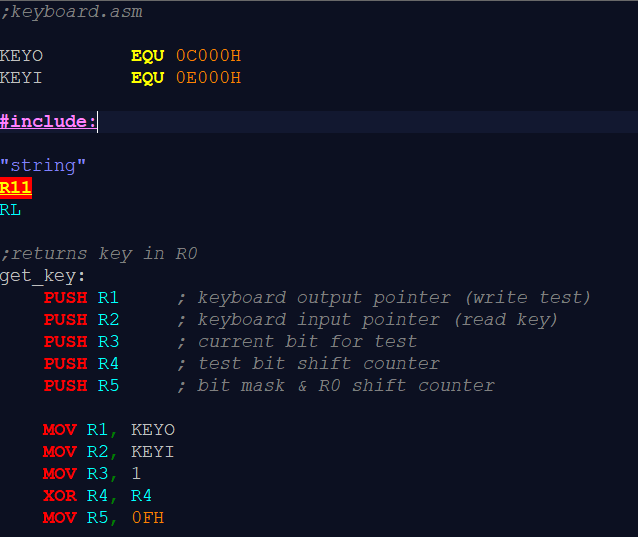 ;keyboard.asm
KEYO EQU 0C000H
KEYI EQU 0E000H
#include:
"string"
R11
RL
;returns key in R0
get_key:
PUSH R1 ; keyboard output pointer (write test)
PUSH R2 ; keyboard input pointer (read key)
PUSH R3 ; current bit for test
PUSH R4 ; test bit shift counter
PUSH R5 ; bit mask & R0 shift counter
MOV R1, KEYO
MOV R2, KEYI
MOV R3, 1
XOR R4, R4
MOV R5, 0FH